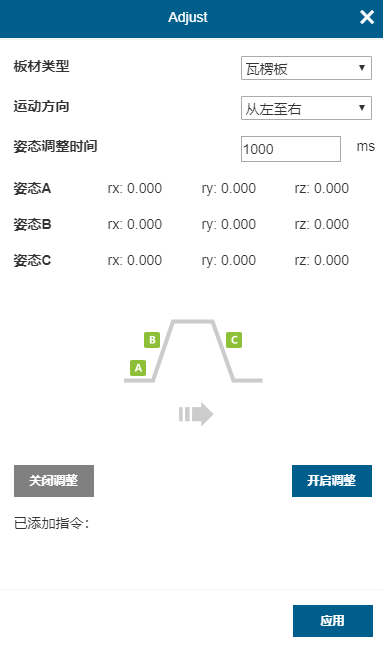 Adjust
板材类型 瓦楞板
运动方向 从左至右
姿态调整时间 1000 ms
姿态A rx: 0.000 ry: 0.000 rz: 0.000
姿态B rx: 0.000 ry: 0.000 rz: 0.000
姿态C rx: 0.000 ry: 0.000 rz: 0.000
B C
A
关闭调整 开启调整
已添加指令：
应用